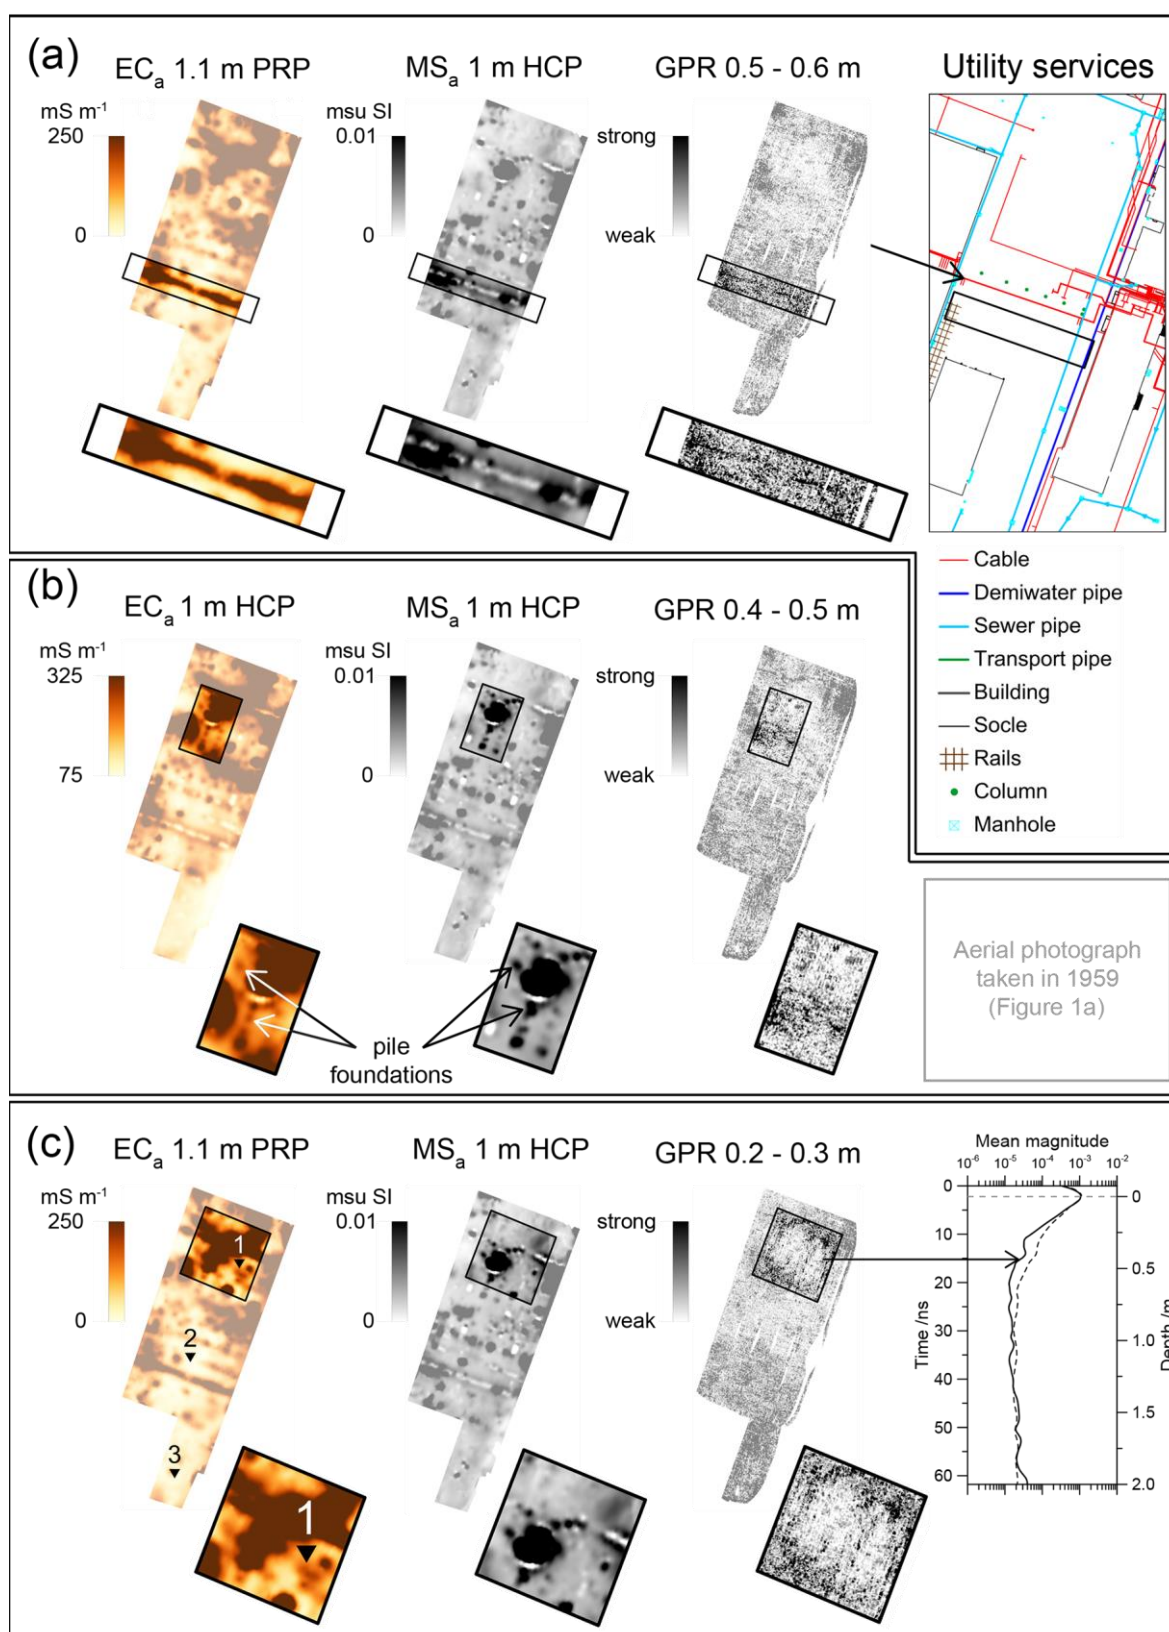 (a)
ECa 1.1 m PRP
MSa 1 m HCP
GPR 0.5 - 0.6 m
Utility services
mS m-1
250
0
msu SI
0.01
0
strong
weak
Cable
Demiwater pipe
Sewer pipe
Transport pipe
Building
Socle
Rails
Column
Manhole
(b)
ECa 1 m HCP
MSa 1 m HCP
GPR 0.4 - 0.5 m
mS m-1
325
75
msu SI
0.01
0
strong
weak
pile
foundations
Aerial photograph
taken in 1959
(Figure 1a)
(c)
ECa 1.1 m PRP
MSa 1 m HCP
GPR 0.2 - 0.3 m
mS m-1
250
0
msu SI
0.01
0
strong
weak
1
2
3
1
Mean magnitude
10-6 10-5 10-4 10-3 10-2
Time /ns
0
10
20
30
40
50
60
Depth /m
0
0.5
1.0
1.5
2.0